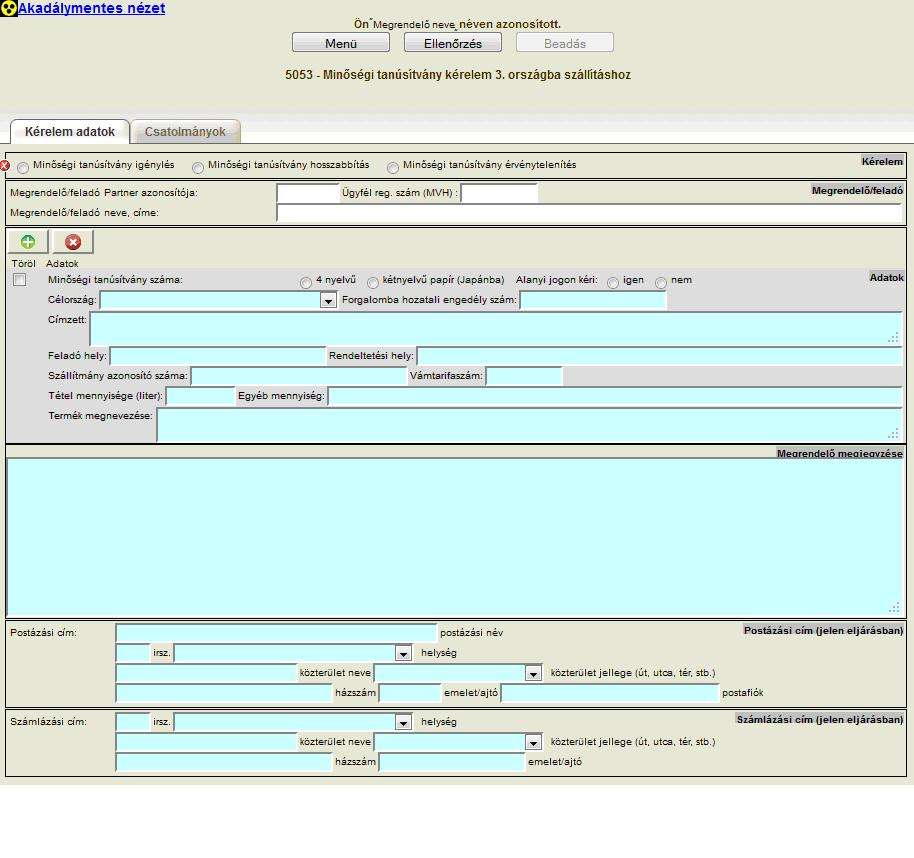 Akadálymentes nézet
Ön Megrendelő neve néven azonosított.
Menü Ellenőrzés Beadás
5053 - Minőségi tanúsítvány kérelem 3. országba szállításhoz
Kérelem adatok Csatolmányok
Minőségi tanúsítvány igénylés Minőségi tanúsítvány hosszabbítás Minőségi tanúsítvány érvénytelenítés Kérelem
Megrendelő/feladó Partner azonosítója: Ügyfél reg. szám (MVH) : Megrendelő/feladó
Megrendelő/feladó neve, címe:
Töröl Adatok
Minőségi tanúsítvány száma: 4 nyelvű kétnyelvű papír (Japánba) Alanyi jogon kéri: igen nem Adatok
Célország: Forgalomba hozatali engedély szám:
Címzett:
Feladó hely: Rendeltetési hely:
Szállítmány azonosító száma: Vámtarifaszám:
Tétel mennyisége (liter): Egyéb mennyiség:
Termék megnevezése:
Megrendelő megjegyzése
Postázási cím: postázási név Postázási cím (jelen eljárásban)
irsz. helység
közterület neve közterület jellege (út, utca, tér, stb.)
házszám emelet/ajtó postafiók
Számlázási cím: irsz. helység Számlázási cím (jelen eljárásban)
közterület neve közterület jellege (út, utca, tér, stb.)
házszám emelet/ajtó